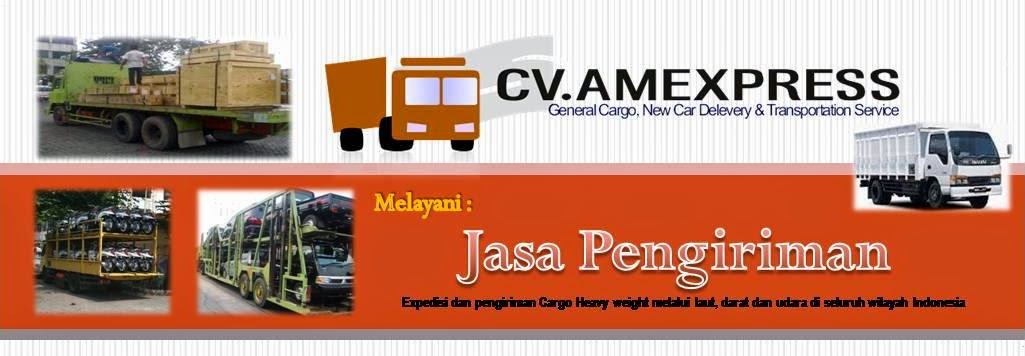 CV.AMEXPRESS
General Cargo, New Car Delevery & Transportation Service
Melayani :
Jasa Pengiriman
Expedisi dan pengiriman Cargo Heavy weight melalui laut, darat dan udara di seluruh wilayah Indonesia